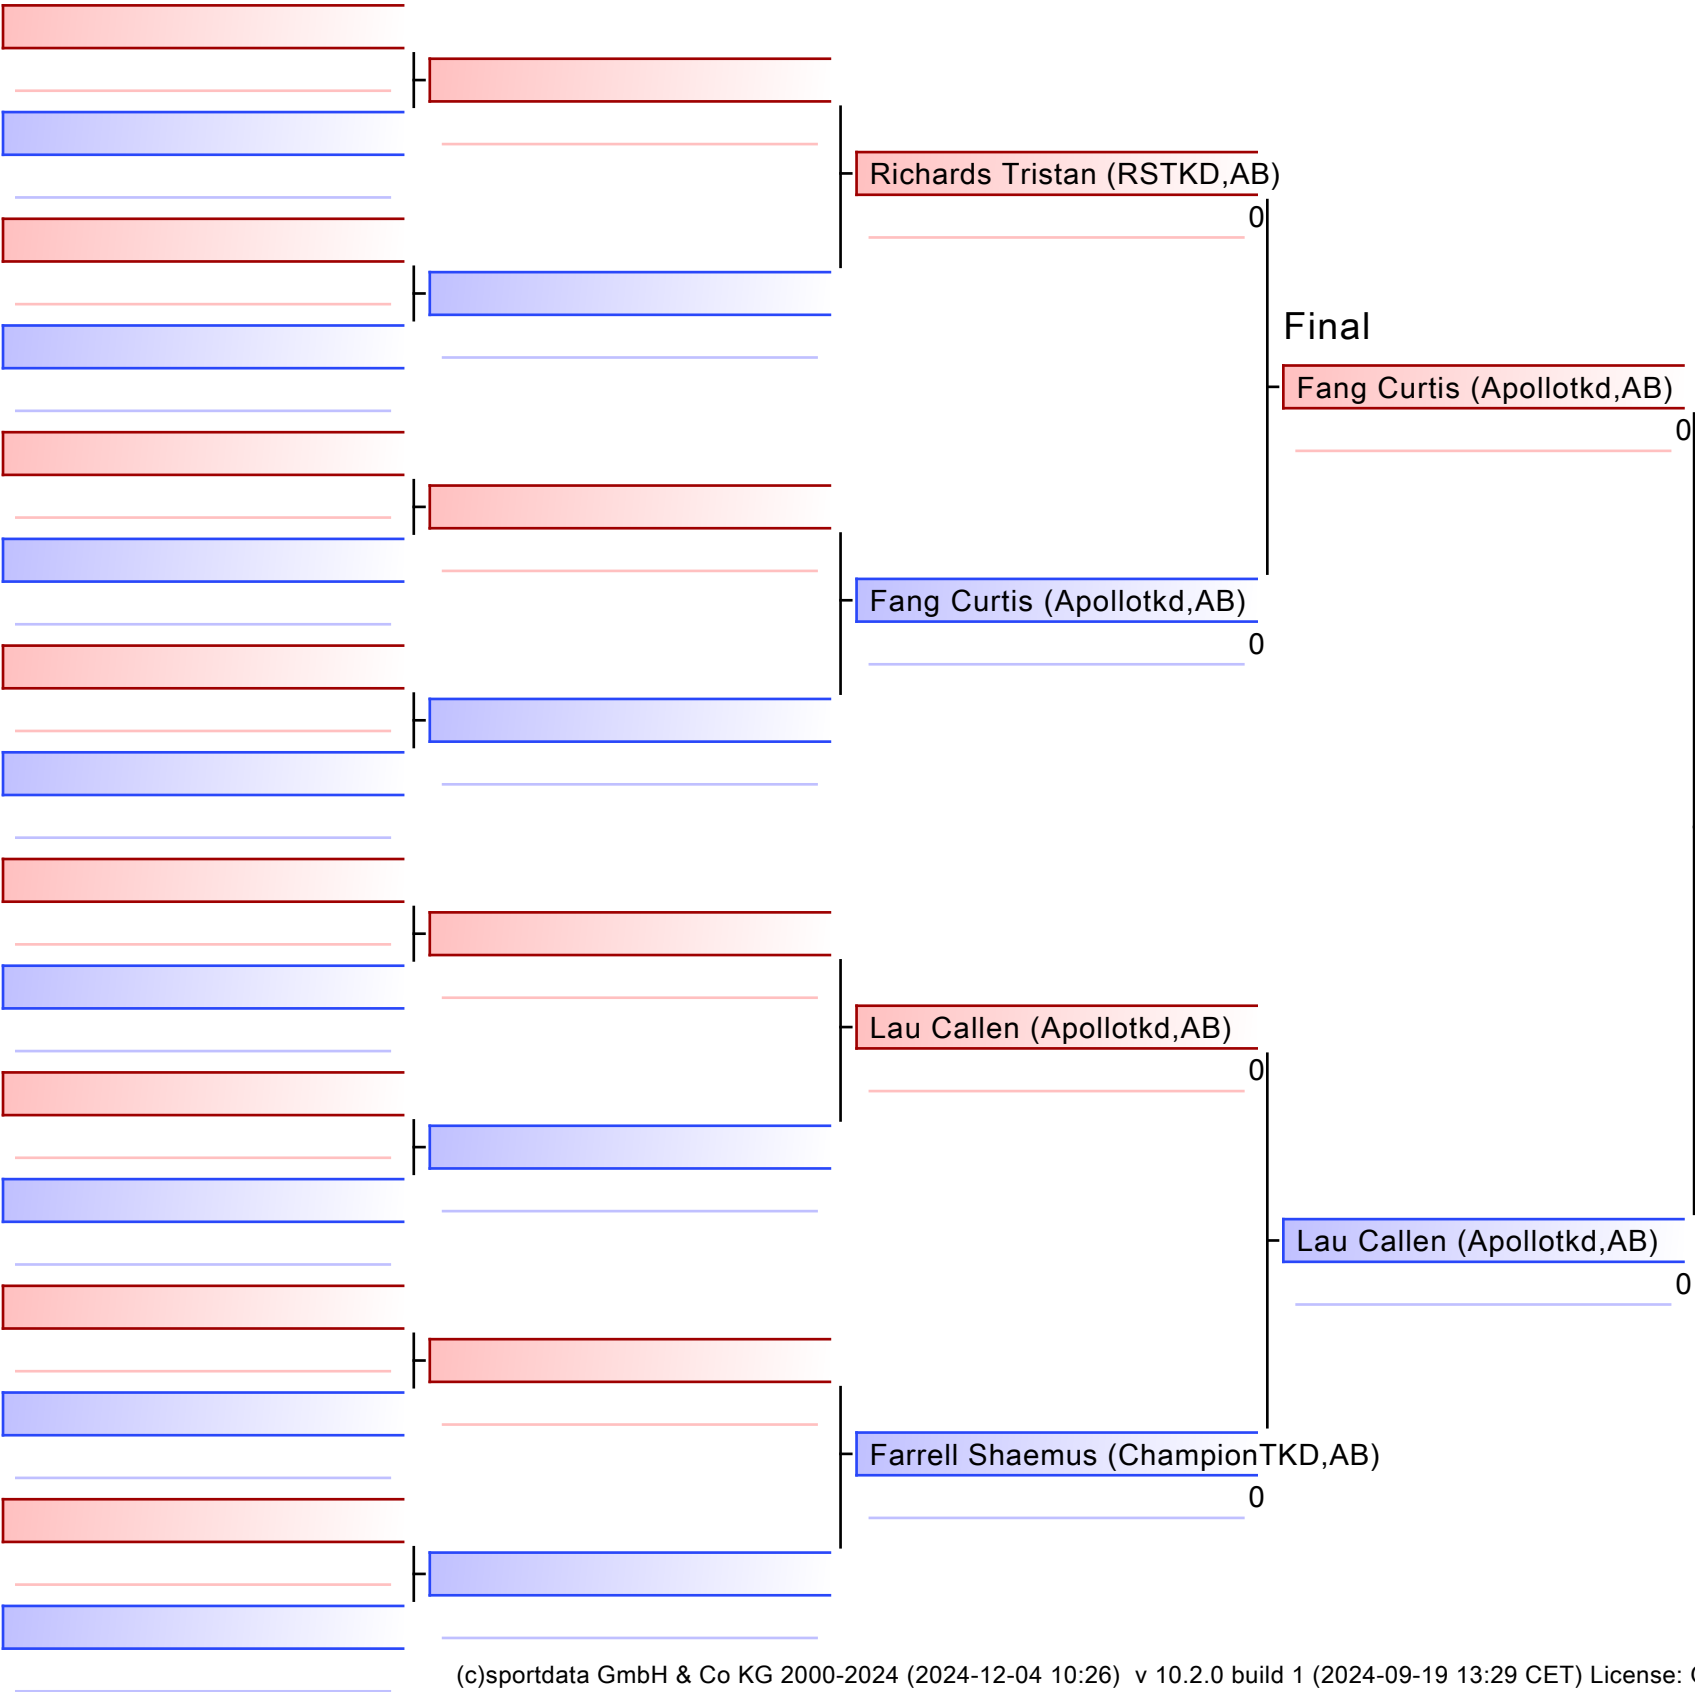 Richards Tristan (RSTKD,AB)
0
Final
Fang Curtis (Apollotkd,AB)
0
Fang Curtis (Apollotkd,AB)
0
Lau Callen (Apollotkd,AB)
0
Lau Callen (Apollotkd,AB)
0
Farrell Shaemus (ChampionTKD,AB)
0
(c)sportdata GmbH & Co KG 2000-2024 (2024-12-04 10:26) v 10.2.0 build 1 (2024-09-19 13:29 CET) License: